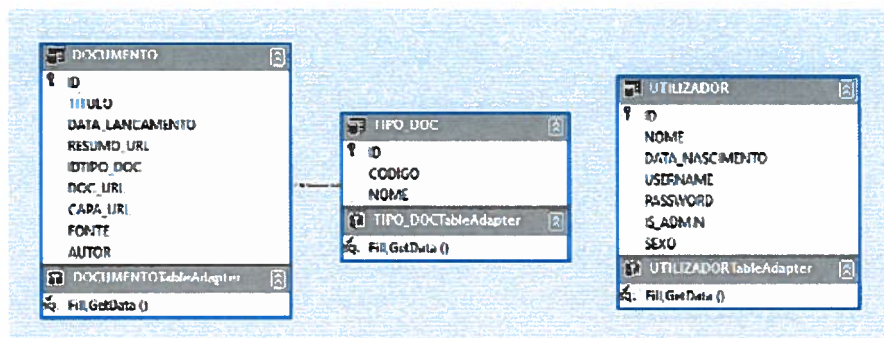 DOCUMENTO
ID
TITULO
DATA_LANCAMENTO
RESUMO_URL
IDTIPO_DOC
DOC_URL
CAPA_URL
FONTE
AUTOR
DOCUMENTOTableAdapter
Fill,GetData ()
TIPO_DOC
ID
CODIGO
NOME
TIPO_DOCTableAdapter
Fill,GetData ()
UTILIZADOR
ID
NOME
DATA_NASCIMENTO
USERNAME
PASSWORD
IS_ADMIN
SEXO
UTILIZADORTableAdapter
Fill,GetData ()